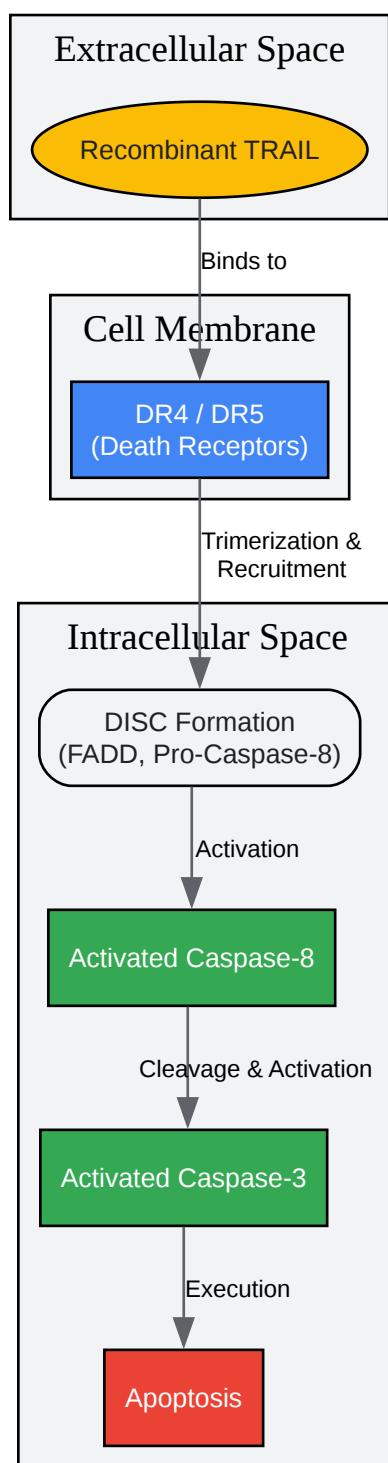 Extracellular Space
Recombinant TRAIL
Binds to
Cell Membrane
DR4 / DR5
(Death Receptors)
Trimerization &
Recruitment
Intracellular Space
DISC Formation
(FADD, Pro-Caspase-8)
Activation
Activated Caspase-8
Cleavage & Activation
Activated Caspase-3
Execution
Apoptosis